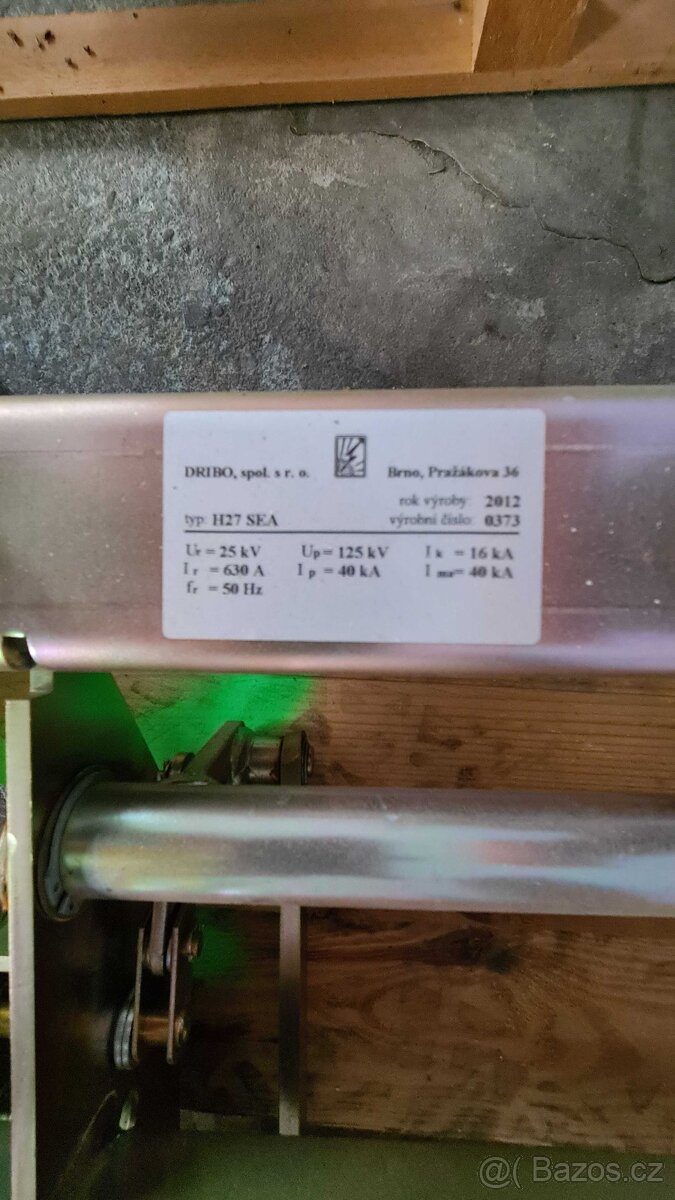 DRIBO, spol. s r. o. Brno, Pražákova 36
rok výroby: 2012
typ: H27 SEA výrobní číslo: 0373
Ur = 25 kV Up = 125 kV Ik = 16 kA
Ir = 630 A Ip = 40 kA Ima = 40 kA
fr = 50 Hz
@( Bazos.cz